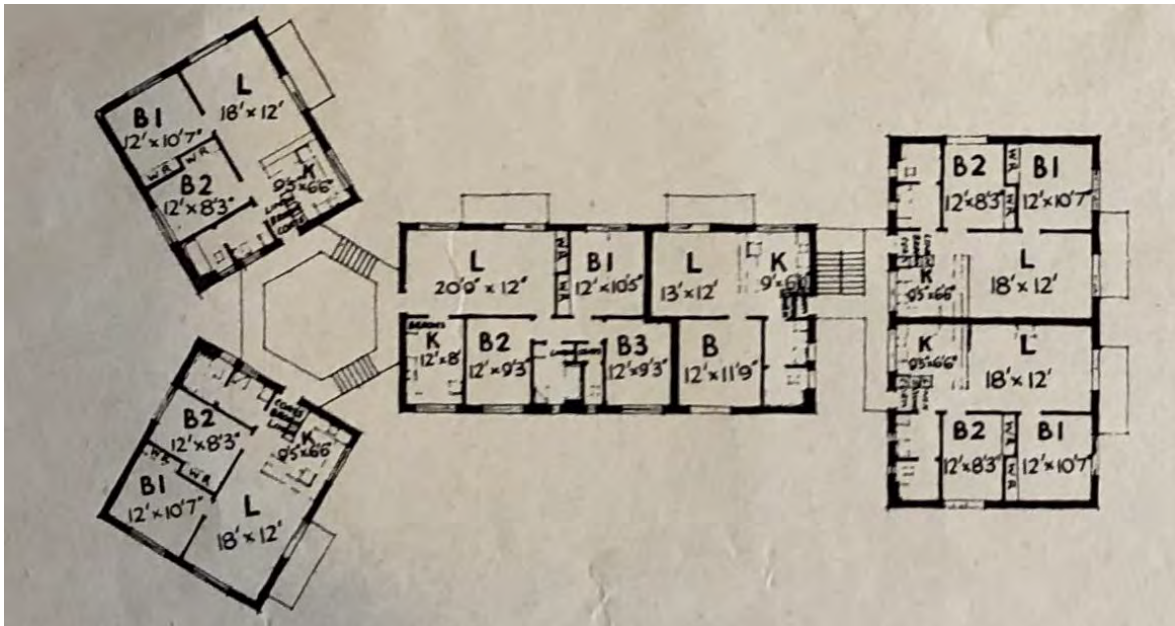 L
18' x 12'
B1
12' x 10'7"
W R
W R
B2
12' x 8'3"
K
9'5" x 6'6"
COALS
B2
12' x 8'3"
COALS
K
9'5" x 6'6"
W R
W R
B1
12' x 10'7"
L
18' x 12'
L
20'9" x 12'
W R
W R
B1
12' x 10'5"
L
13' x 12'
K
K
12' x 8'
B2
12' x 9'3"
B3
12' x 9'3"
B
12' x 11'9"
B2
12' x 8'3"
W R
W R
B1
12' x 10'7"
K
9'5" x 6'6"
L
18' x 12'
K
9'5" x 6'6"
L
18' x 12'
B2
12' x 8'3"
W R
W R
B1
12' x 10'7"